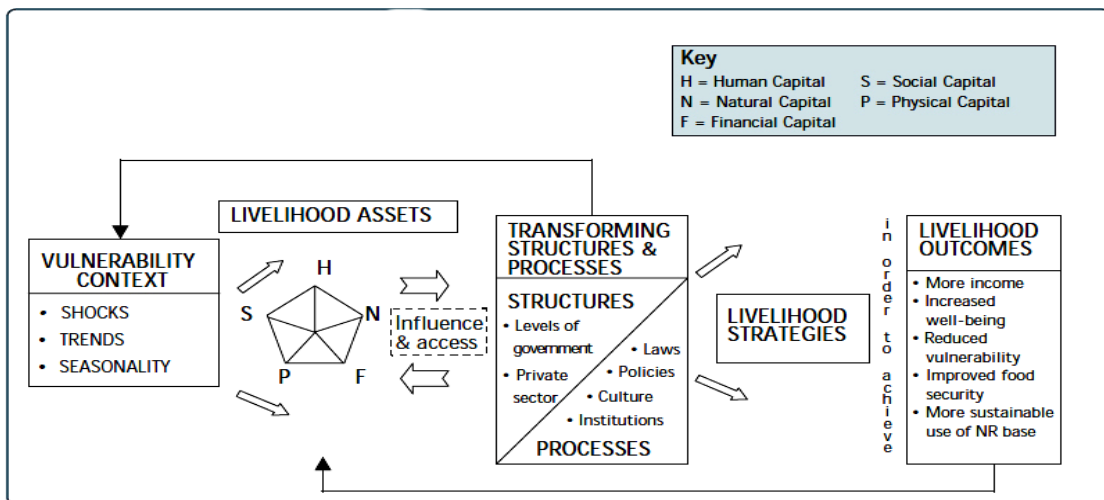 Key
H = Human Capital S = Social Capital
N = Natural Capital P = Physical Capital
F = Financial Capital
LIVELIHOOD ASSETS
VULNERABILITY
CONTEXT
• SHOCKS
• TRENDS
• SEASONALITY
H
S
N
P
F
Influence
& access
TRANSFORMING
STRUCTURES &
PROCESSES
STRUCTURES
• Levels of
government
• Private
sector
• Laws
• Policies
• Culture
• Institutions
PROCESSES
LIVELIHOOD
STRATEGIES
in order to achieve
LIVELIHOOD
OUTCOMES
• More income
• Increased
well-being
• Reduced
vulnerability
• Improved food
security
• More sustainable
use of NR base